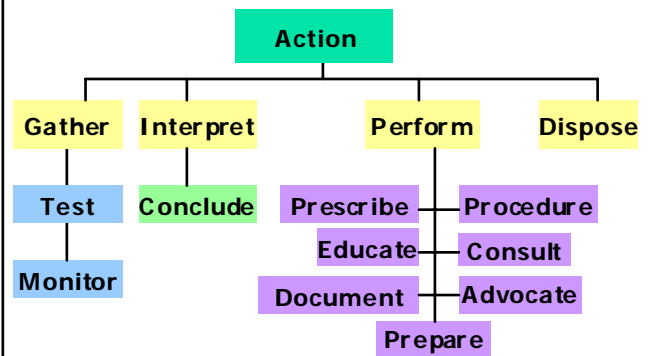 Action
Gather Interpret Perform Dispose
Test Conclude Prescribe Procedure
Educate Consult
Monitor
Document Advocate
Prepare